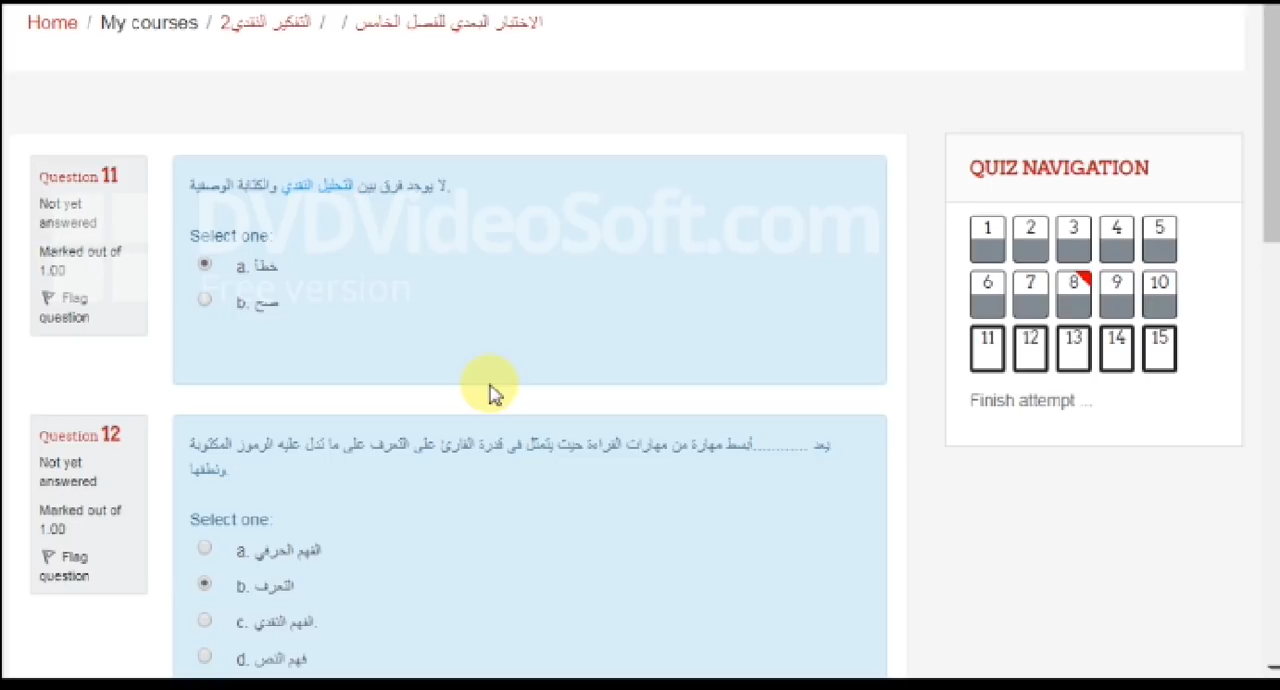 Home / My courses / التفكير النقدي2 / / الاختبار البعدي للفصل الخامس
Question 11
Not yet
answered
Marked out of
1.00
Flag
question
لا يوجد فرق بين التحليل النقدي والكتابة الوصفية.
Select one:
a. خطأ
b. صح
DVDVideoSoft.com
Free version
Question 12
Not yet
answered
Marked out of
1.00
Flag
question
يعد ............أبسط مهارة من مهارات القراءة حيث يتمثل في قدرة القارئ على التعرف على ما تدل عليه الرموز المكتوبة
ونطقها.
Select one:
a. الفهم الحرفي
b. التعرف
c. الفهم النقدي.
d. فهم النص
QUIZ NAVIGATION
1 2 3 4 5
6 7 8 9 10
11 12 13 14 15
Finish attempt ...